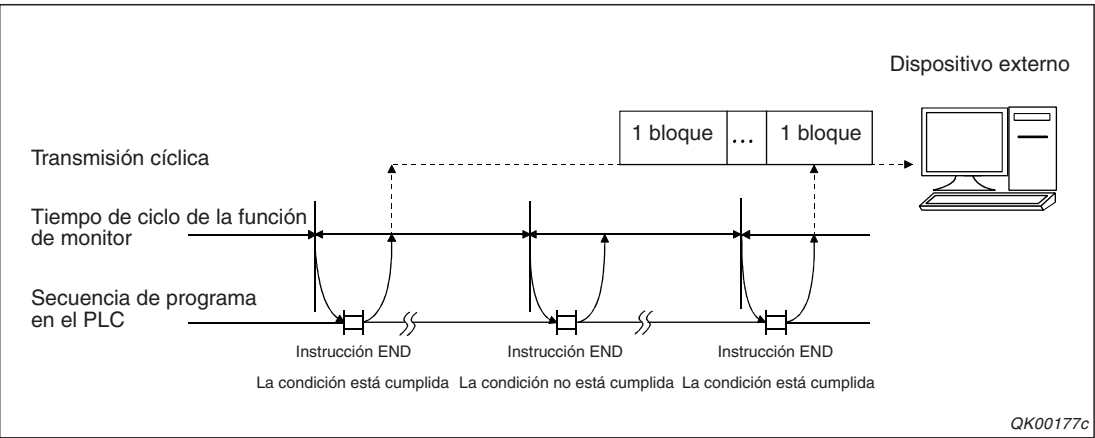 Dispositivo externo
1 bloque ... 1 bloque
Transmisión cíclica
Tiempo de ciclo de la función
de monitor
Secuencia de programa
en el PLC
Instrucción END Instrucción END Instrucción END
La condición está cumplida La condición no está cumplida La condición está cumplida
QK00177c